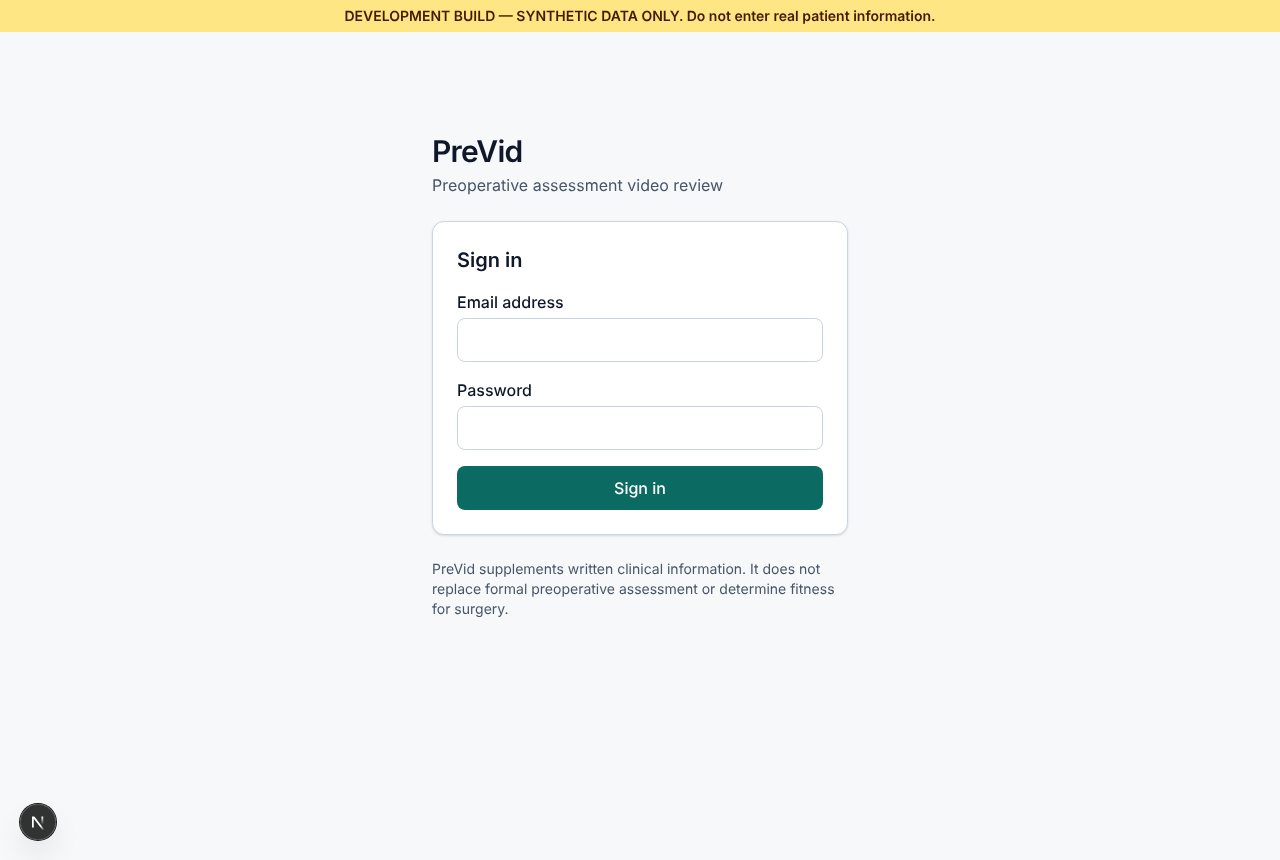 DEVELOPMENT BUILD — SYNTHETIC DATA ONLY. Do not enter real patient information.
PreVid
Preoperative assessment video review
Sign in
Email address
Password
Sign in
PreVid supplements written clinical information. It does not
replace formal preoperative assessment or determine fitness
for surgery.
N